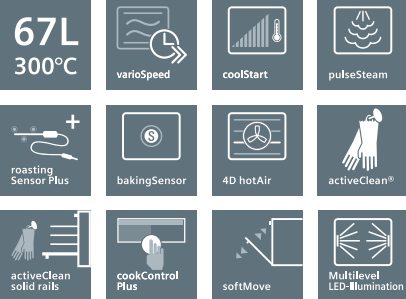 67L
300°C
varioSpeed
coolStart
pulseSteam
roasting
Sensor Plus
bakingSensor
4D hotAir
activeClean®
activeClean
solid rails
cookControl
Plus
softMove
Multilevel
LED-Illumination